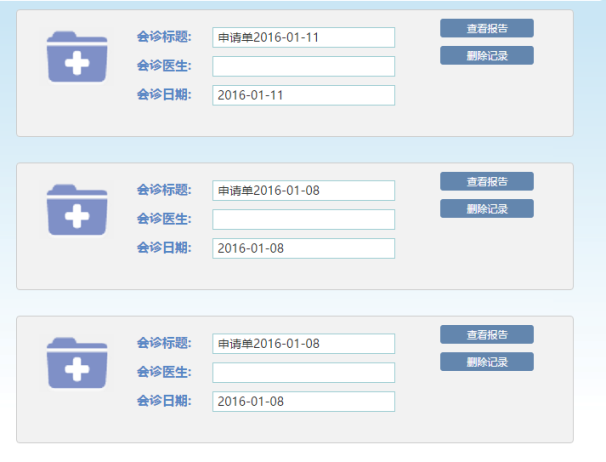 会诊标题: 申请单2016-01-11 查看报告
会诊医生: 删除记录
会诊日期: 2016-01-11
会诊标题: 申请单2016-01-08 查看报告
会诊医生: 删除记录
会诊日期: 2016-01-08
会诊标题: 申请单2016-01-08 查看报告
会诊医生: 删除记录
会诊日期: 2016-01-08